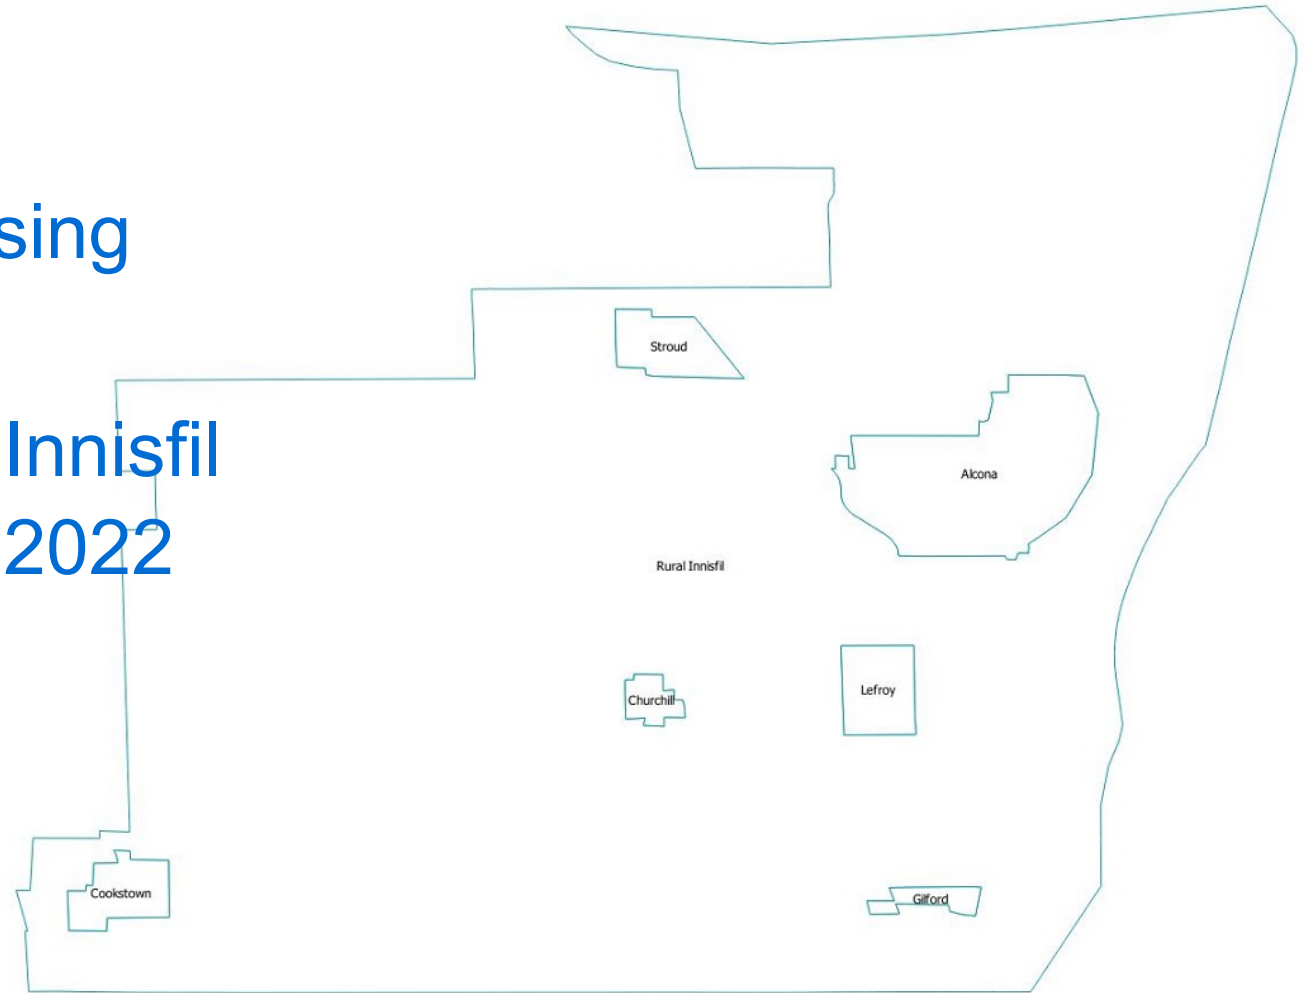 sing
Innisfil
2022
Stroud
Alcona
Rural Innisfil
Churchill
Lefroy
Cookstown
Gilford